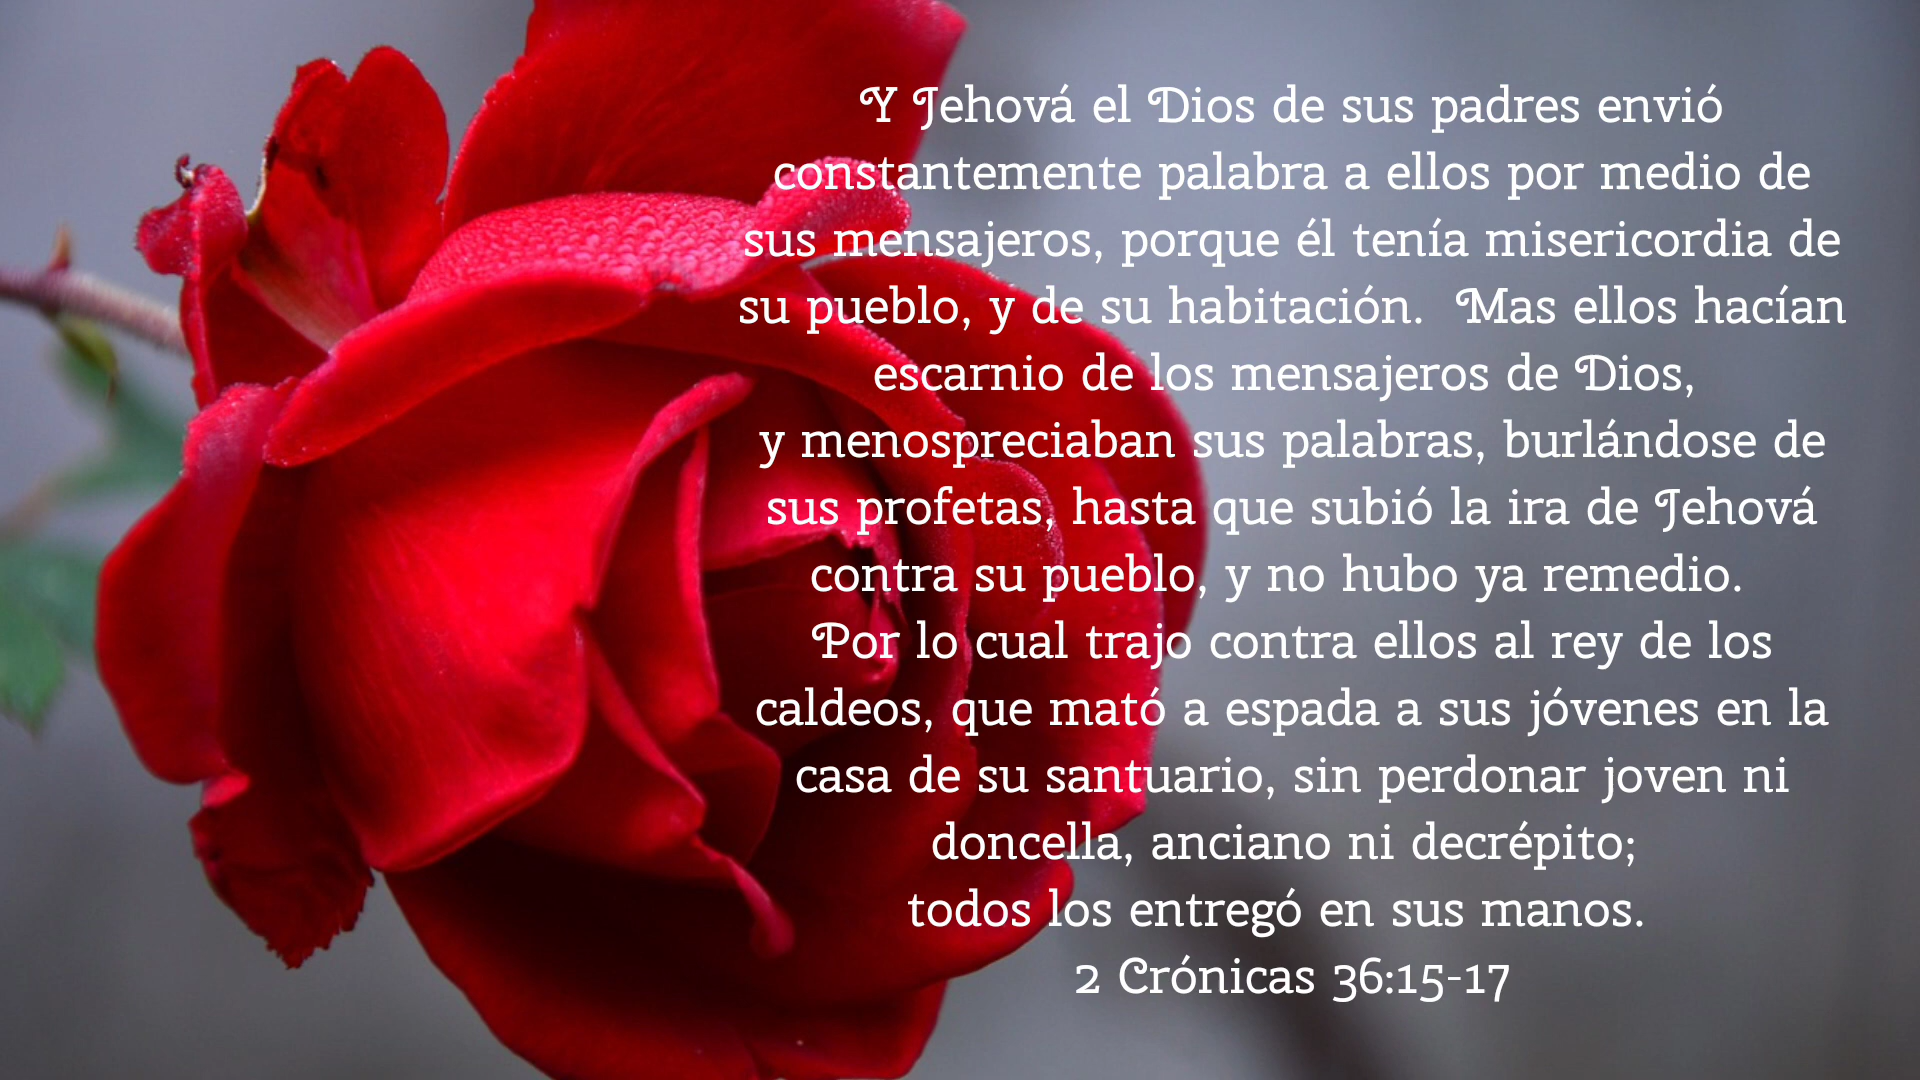 Y Jehová el Dios de sus padres envió
constantemente palabra a ellos por medio de
sus mensajeros, porque él tenía misericordia de
su pueblo, y de su habitación.  Mas ellos hacían
escarnio de los mensajeros de Dios,
y menospreciaban sus palabras, burlándose de
sus profetas, hasta que subió la ira de Jehová
contra su pueblo, y no hubo ya remedio.
Por lo cual trajo contra ellos al rey de los
caldeos, que mató a espada a sus jóvenes en la
casa de su santuario, sin perdonar joven ni
doncella, anciano ni decrépito;
todos los entregó en sus manos.
2 Crónicas 36:15-17